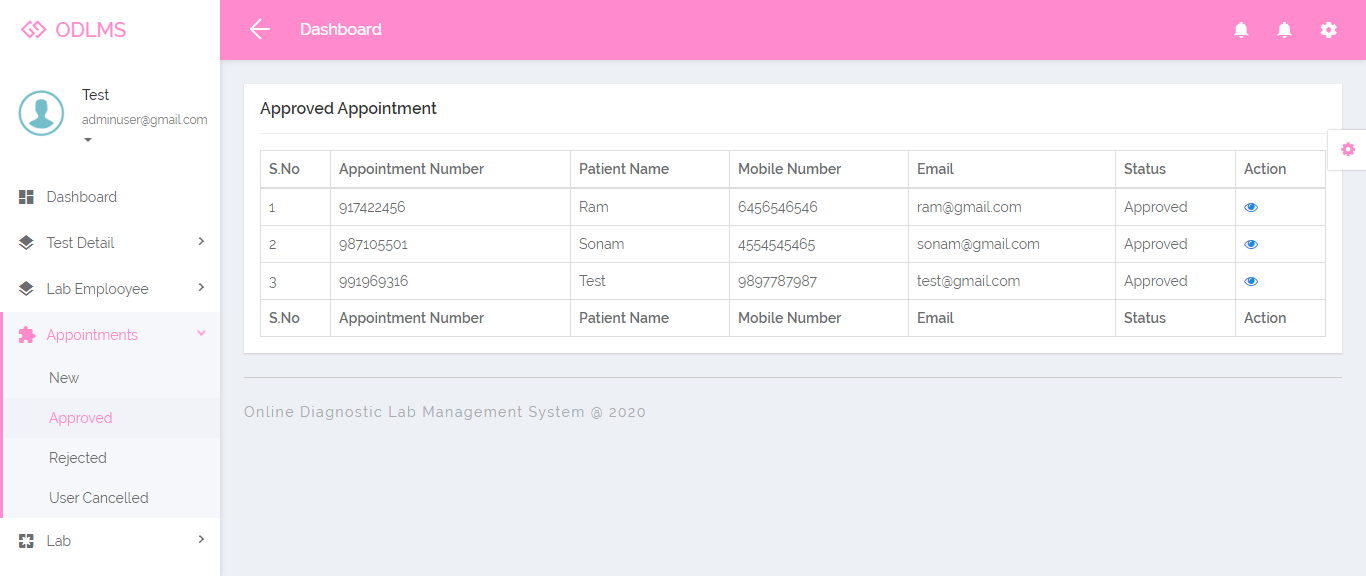 ODLMS
Dashboard
Test
adminuser@gmail.com
Dashboard
Test Detail
Lab Emplooyee
Appointments
New
Approved
Rejected
User Cancelled
Lab
Approved Appointment
S.No Appointment Number Patient Name Mobile Number Email Status Action
1 917422456 Ram 6456546546 ram@gmail.com Approved
2 987105501 Sonam 4554545465 sonam@gmail.com Approved
3 991969316 Test 9897787987 test@gmail.com Approved
S.No Appointment Number Patient Name Mobile Number Email Status Action
Online Diagnostic Lab Management System @ 2020